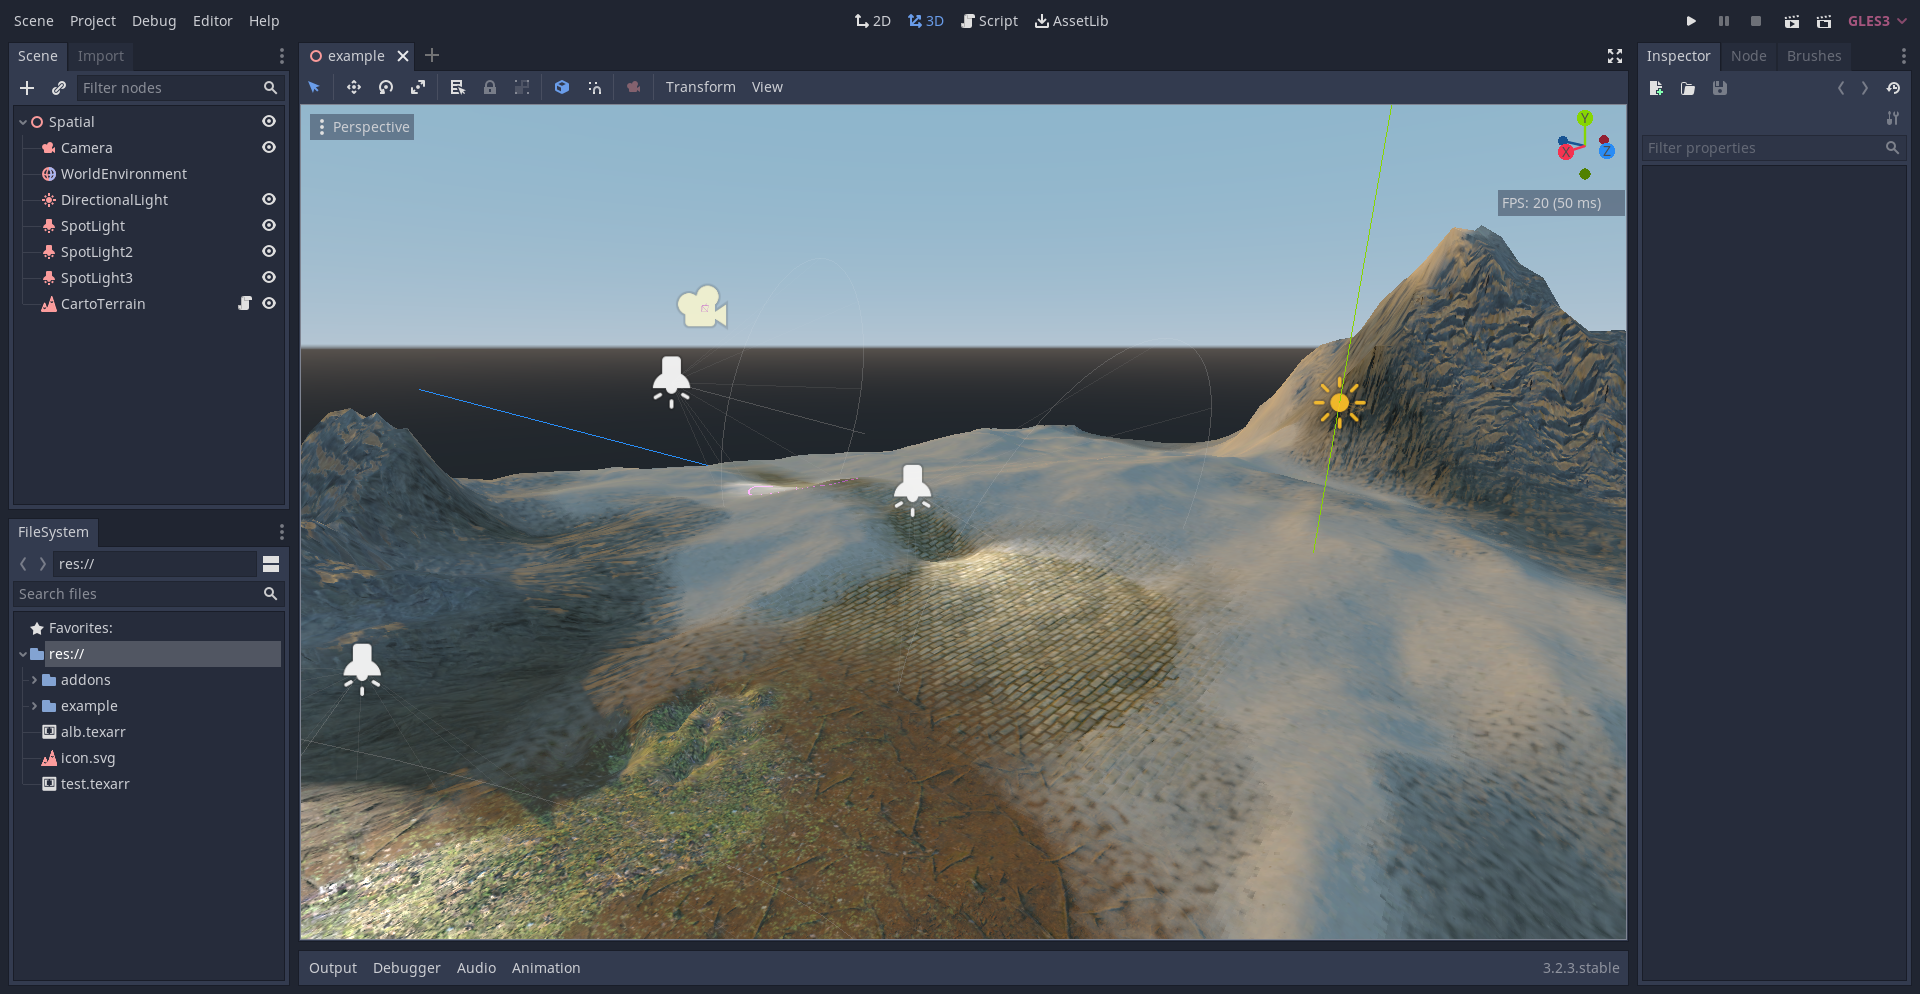 Scene Project Debug Editor Help
2D 3D Script AssetLib
GLES3
Scene Import
Filter nodes
Spatial
Camera
WorldEnvironment
DirectionalLight
SpotLight
SpotLight2
SpotLight3
CartoTerrain
FileSystem
res://
Search files
Favorites:
res://
addons
example
alb.texarr
icon.svg
test.texarr
example
Transform View
Perspective
Y
X Z
FPS: 20 (50 ms)
Output Debugger Audio Animation
3.2.3.stable
Inspector Node Brushes
Filter properties